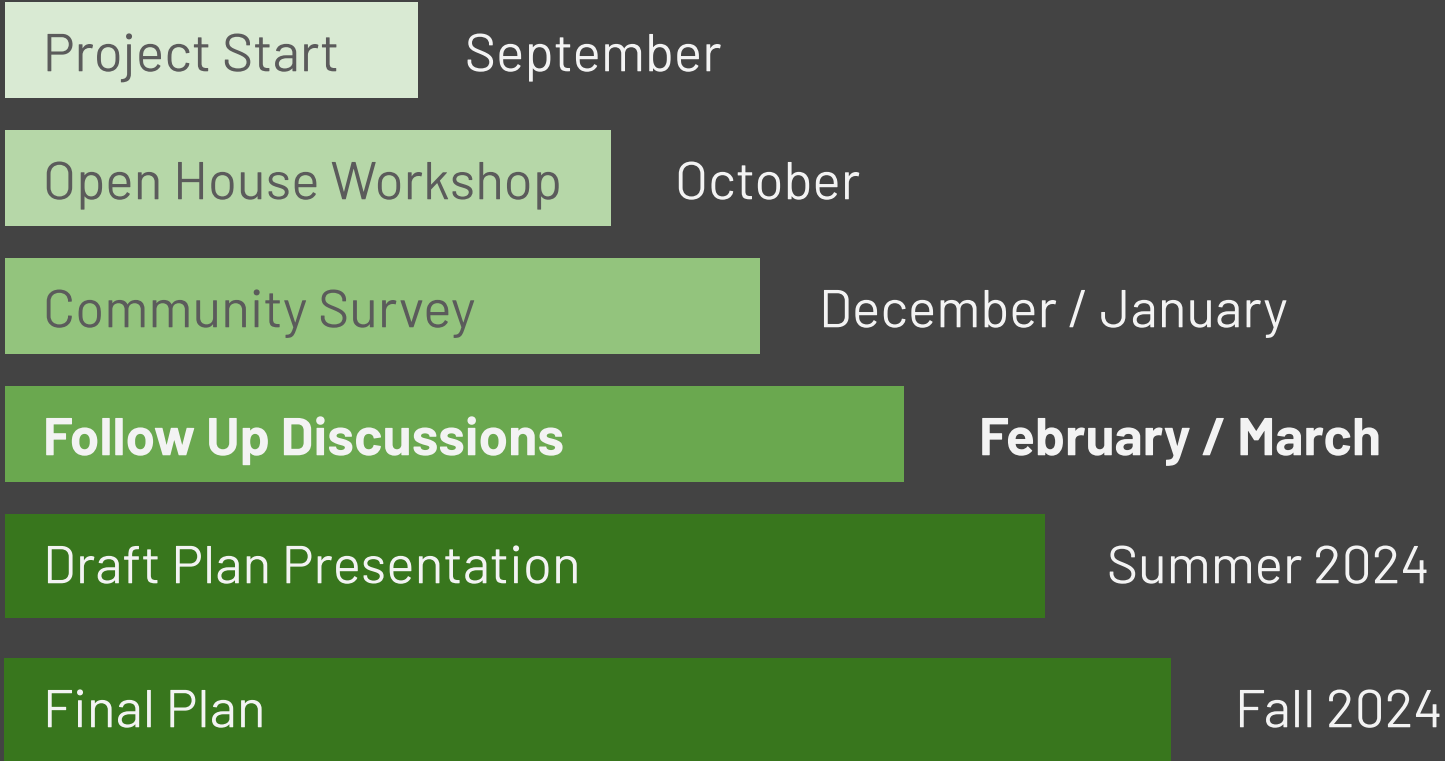 Project Start September
Open House Workshop October
Community Survey December / January
Follow Up Discussions February / March
Draft Plan Presentation Summer 2024
Final Plan Fall 2024